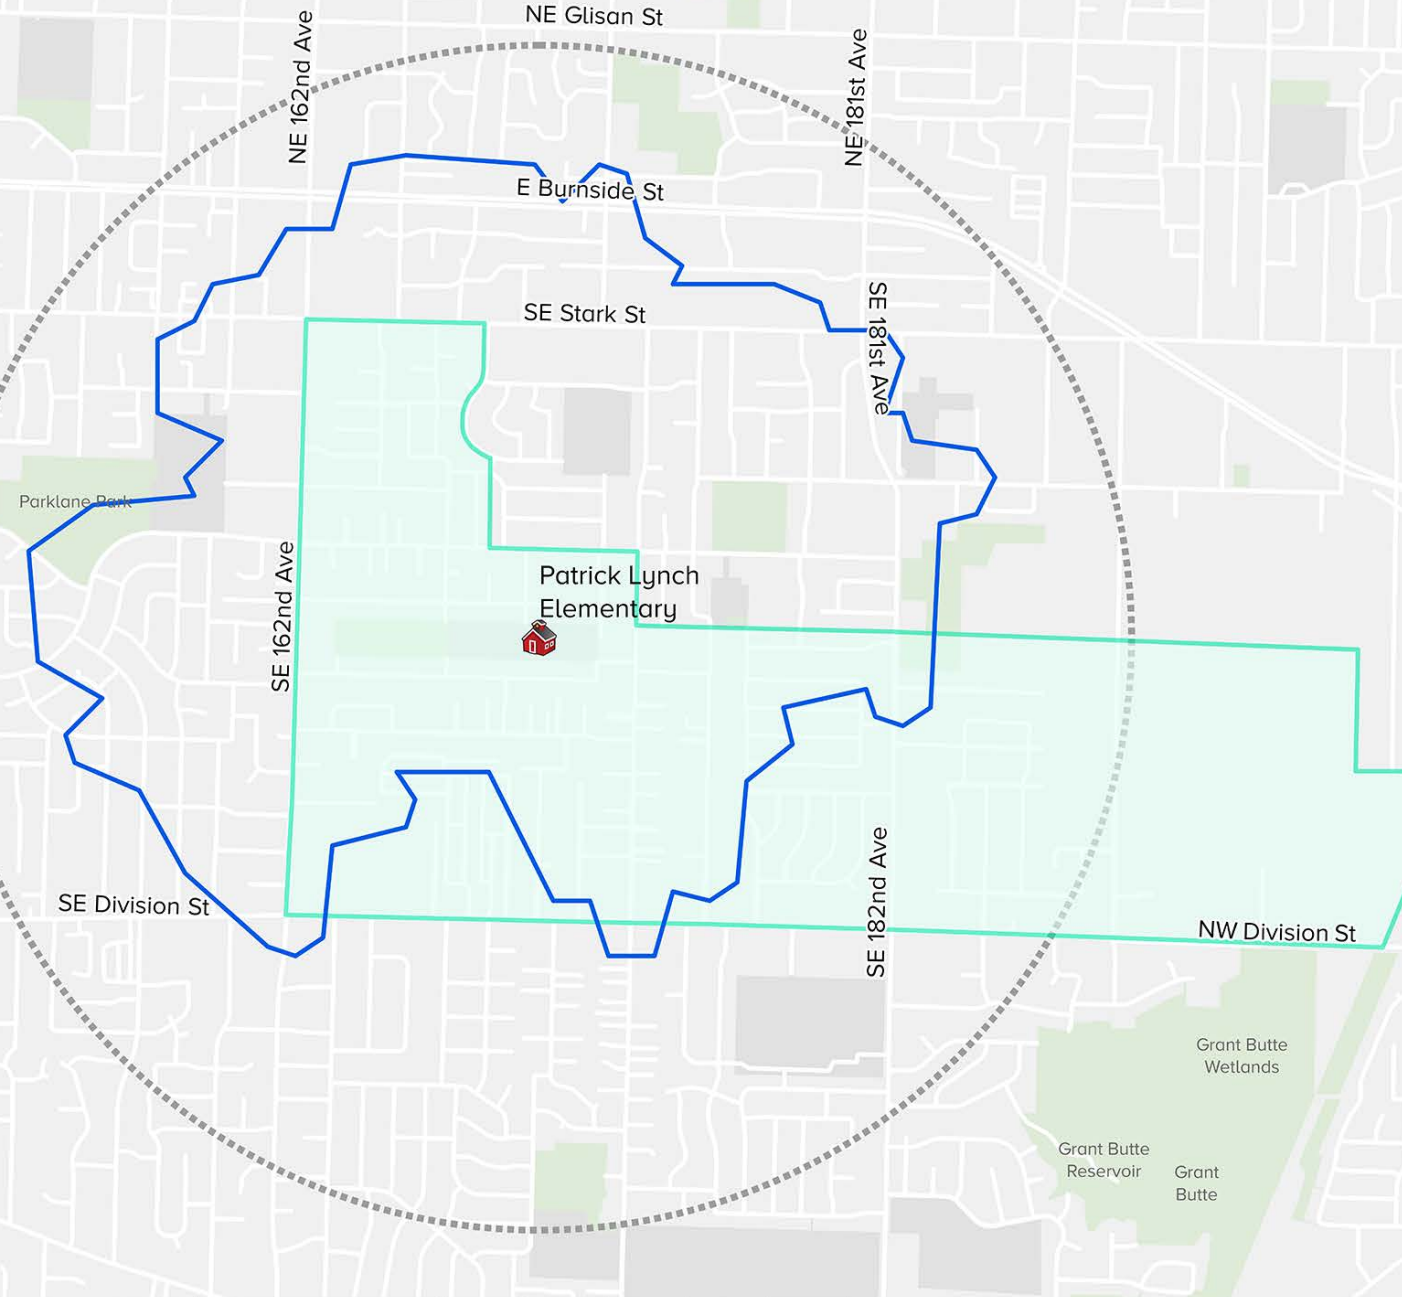 NE Glisan St
NE 162nd Ave
NE 181st Ave
E Burnside St
SE Stark St
SE 181st Ave
Parklane Park
SE 162nd Ave
Patrick Lynch
Elementary
SE Division St
SE 182nd Ave
NW Division St
Grant Butte
Wetlands
Grant Butte
Reservoir
Grant
Butte